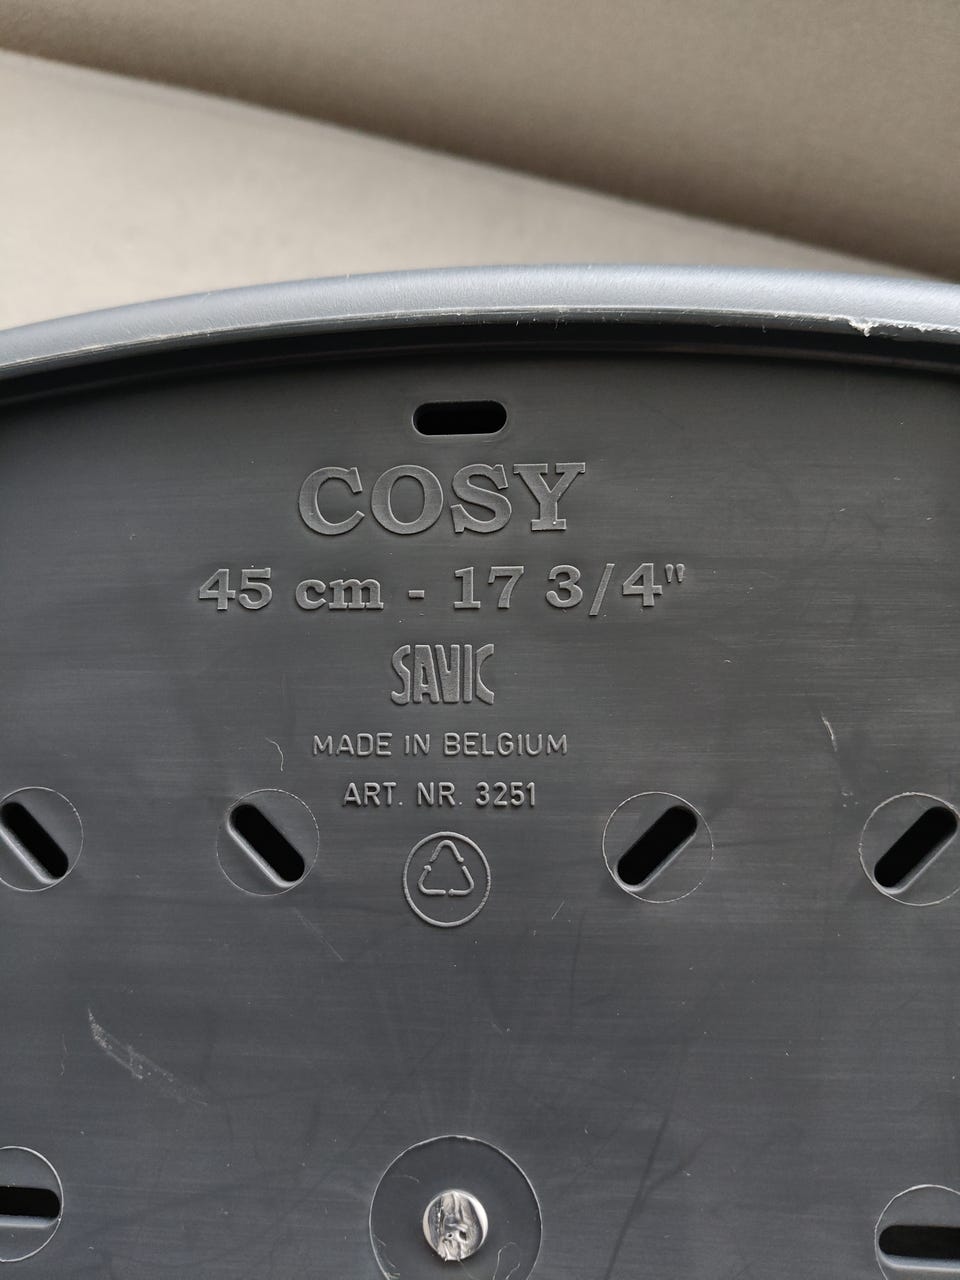 COSY
45 cm - 17 3/4"
SAVIC
MADE IN BELGIUM
ART. NR. 3251